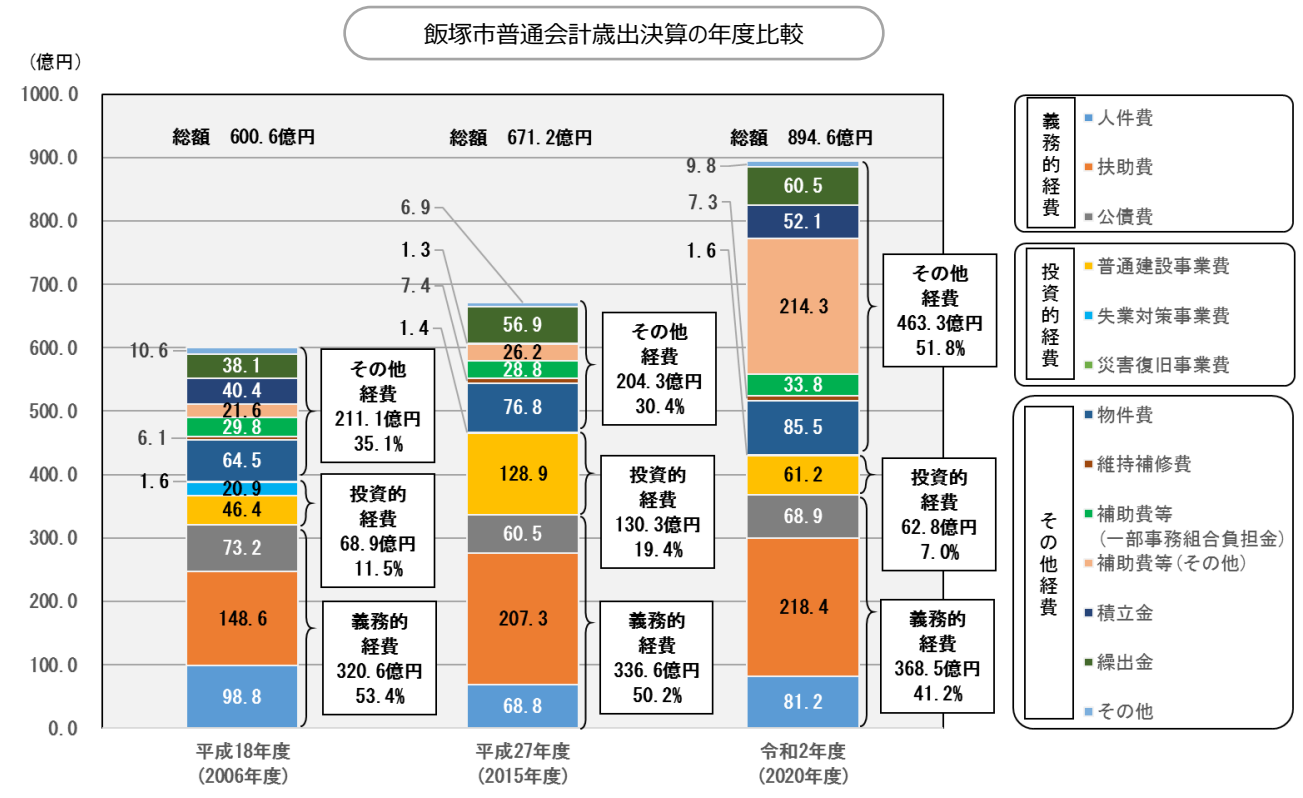 飯塚市普通会計歳出決算の年度比較
(億円)
1000.0
900.0
800.0
700.0
600.0
500.0
400.0
300.0
200.0
100.0
0.0
総額 600.6億円
10.6
38.1
40.4
21.6
29.8
6.1
64.5
1.6
20.9
46.4
73.2
148.6
98.8
その他
経費
211.1億円
35.1%
投資的
経費
68.9億円
11.5%
義務的
経費
320.6億円
53.4%
平成18年度
(2006年度)
総額 671.2億円
6.9
1.3
7.4
1.4
56.9
26.2
28.8
76.8
128.9
60.5
207.3
68.8
その他
経費
204.3億円
30.4%
投資的
経費
130.3億円
19.4%
義務的
経費
336.6億円
50.2%
平成27年度
(2015年度)
総額 894.6億円
9.8
7.3
1.6
60.5
52.1
214.3
33.8
85.5
61.2
68.9
218.4
81.2
その他
経費
463.3億円
51.8%
投資的
経費
62.8億円
7.0%
義務的
経費
368.5億円
41.2%
令和2年度
(2020年度)
義務的経費
人件費
扶助費
公債費
投資的経費
普通建設事業費
失業対策事業費
災害復旧事業費
その他経費
物件費
維持補修費
補助費等
(一部事務組合負担金)
補助費等(その他)
積立金
繰出金
その他